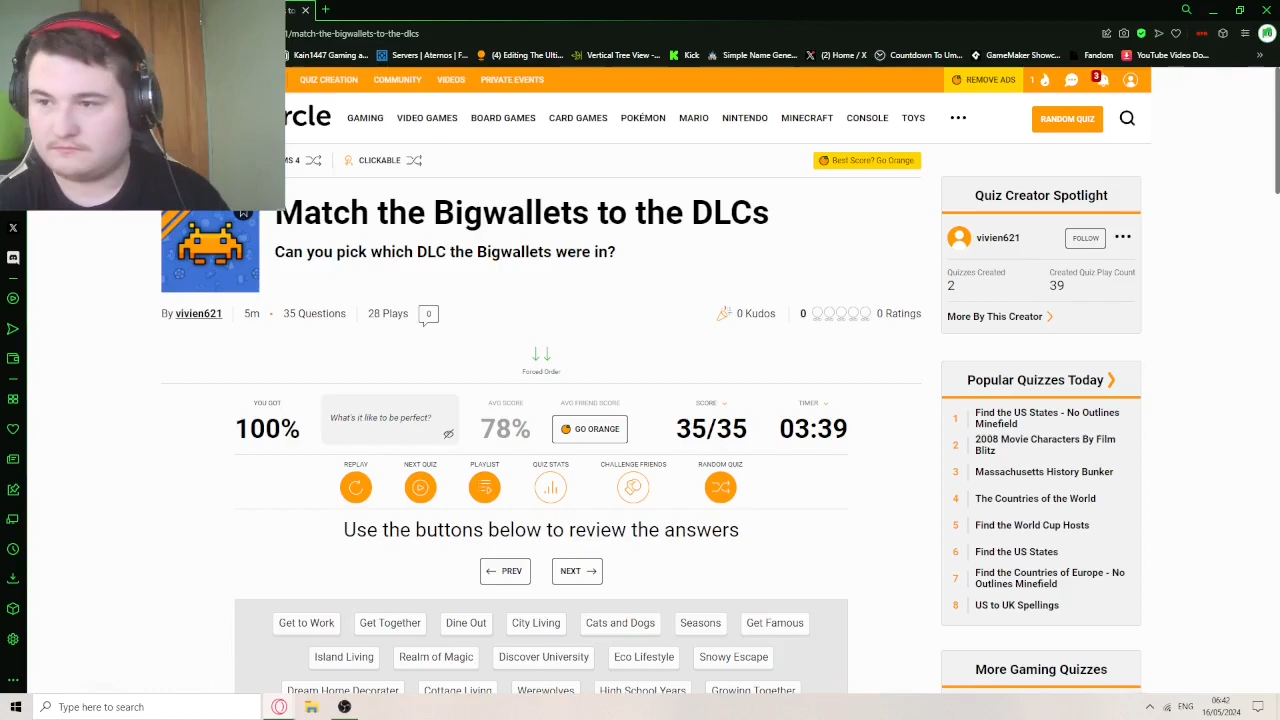 1/match-the-bigwallets-to-the-dlcs
Kain1447 Gaming - Servers | Aternos | (4) Editing The Ulti... Vertical Tree View -... Kick Simple Name Gene... (2) Home / X Countdown To Um... GameMaker Showc... Fandom YouTube Video Do...
QUIZ CREATION COMMUNITY VIDEOS PRIVATE EVENTS REMOVE ADS 1 3
rcle GAMING VIDEO GAMES BOARD GAMES CARD GAMES POKÉMON MARIO NINTENDO MINECRAFT CONSOLE TOYS ••• RANDOM QUIZ
MS 4 CLICKABLE Best Score? Go Orange.
Match the Bigwallets to the DLCs
Can you pick which DLC the Bigwallets were in?
By vivien621 5m • 35 Questions 28 Plays 0 0 Kudos 0 0 Ratings
Forced Order
YOU GOT
100%
What's it like to be perfect?
AVG SCORE
78%
AVG FRIEND SCORE
GO ORANGE
SCORE
35/35
TIMER
03:39
REPLAY NEXT QUIZ PLAYLIST QUIZ STATS CHALLENGE FRIENDS RANDOM QUIZ
Use the buttons below to review the answers
← PREV NEXT →
Get to Work Get Together Dine Out City Living Cats and Dogs Seasons Get Famous
Island Living Realm of Magic Discover University Eco Lifestyle Snowy Escape
Dream Home Decorater Cottage Living Werewolves High School Years Growing Together
Quiz Creator Spotlight
vivien621 FOLLOW •••
Quizzes Created Created Quiz Play Count
2 39
More By This Creator
Popular Quizzes Today
1 Find the US States - No Outlines
Minefield
2 2008 Movie Characters By Film
Blitz
3 Massachusetts History Bunker
4 The Countries of the World
5 Find the World Cup Hosts
6 Find the US States
7 Find the Countries of Europe - No
Outlines Minefield
8 US to UK Spellings
More Gaming Quizzes
Type here to search ENG 06:42
16/05/2024